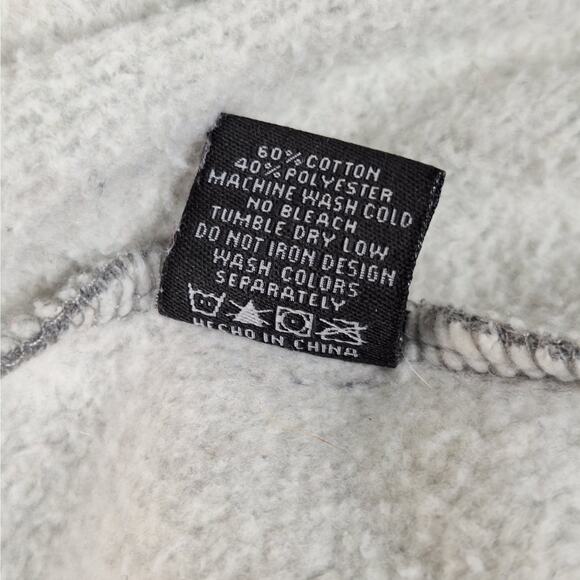 60% COTTON
40% POLYESTER
MACHINE WASH COLD
NO BLEACH
TUMBLE DRY LOW
DO NOT IRON DESIGN
WASH COLORS
SEPARATELY
HECHO IN CHINA